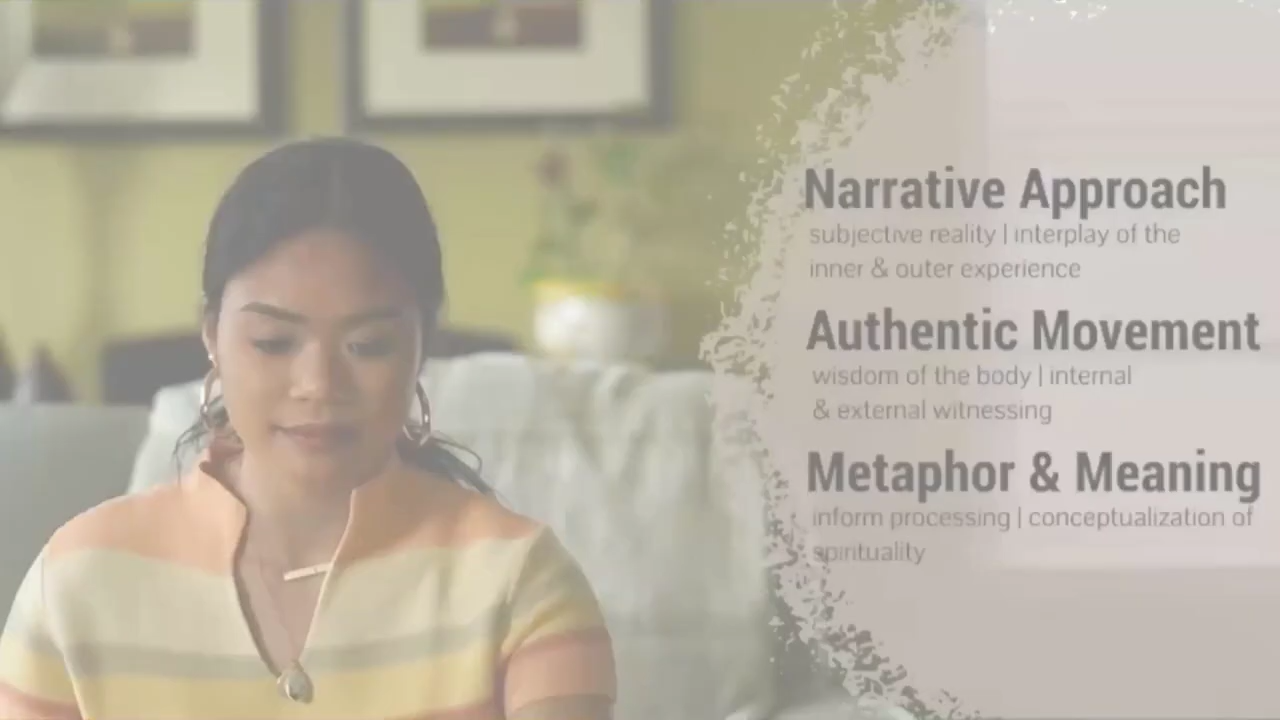 Narrative Approach
subjective reality | interplay of the
inner & outer experience
Authentic Movement
wisdom of the body | internal
& external witnessing
Metaphor & Meaning
inform processing | conceptualization of
spirituality